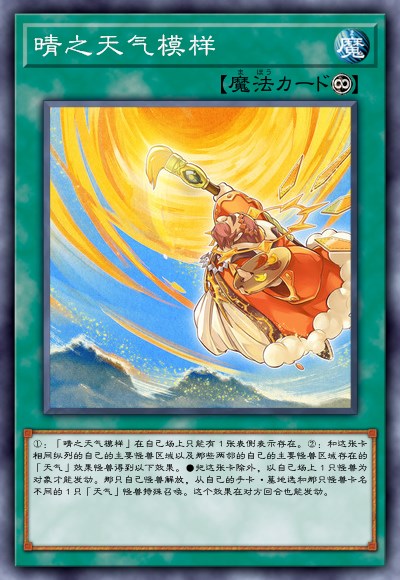 晴之天气模样
魔
【魔法カード】
ま ほう
①:「晴之天气模样」在自己场上只能有1张表侧表示存在。②:和这张卡
相同纵列的自己的主要怪兽区域以及那些两邻的自己的主要怪兽区存在的
「天气」效果怪兽得到以下效果。●把这张卡除外,以自己场上1只怪兽为
对象才能发动。那只自己怪兽解放,从自己的手卡·墓地选和那只怪兽卡名
不同的1只「天气」怪兽特殊召唤。这个效果在对方回合也能发动。